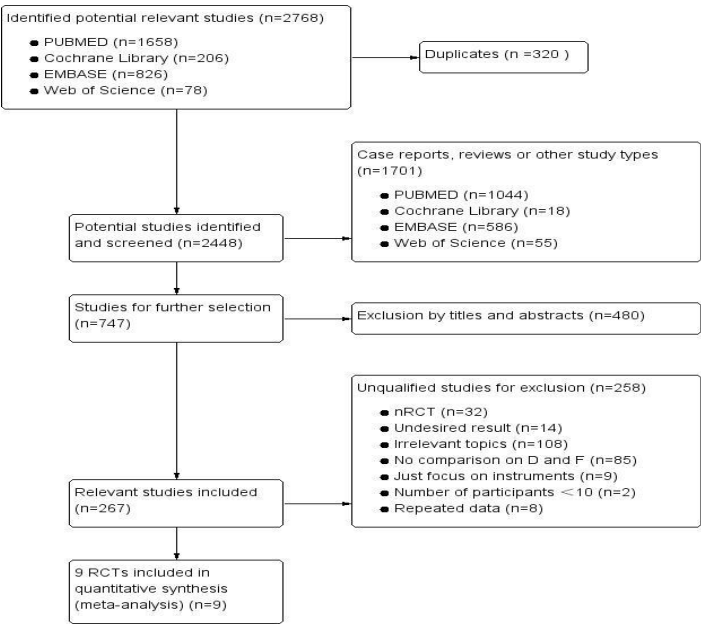 Identified potential relevant studies (n=2768)
PUBMED (n=1658)
Cochrane Library (n=206)
EMBASE (n=826)
Web of Science (n=78)
Duplicates (n =320 )
Case reports, reviews or other study types
(n=1701)
PUBMED (n=1044)
Cochrane Library (n=18)
EMBASE (n=586)
Web of Science (n=55)
Potential studies identified
and screened (n=2448)
Studies for further selection
(n=747)
Exclusion by titles and abstracts (n=480)
Unqualified studies for exclusion (n=258)
nRCT (n=32)
Undesired result (n=14)
Irrelevant topics (n=108)
No comparison on D and F (n=85)
Just focus on instruments (n=9)
Number of participants <10 (n=2)
Repeated data (n=8)
Relevant studies included
(n=267)
9 RCTs included in
quantitative synthesis
(meta-analysis) (n=9)